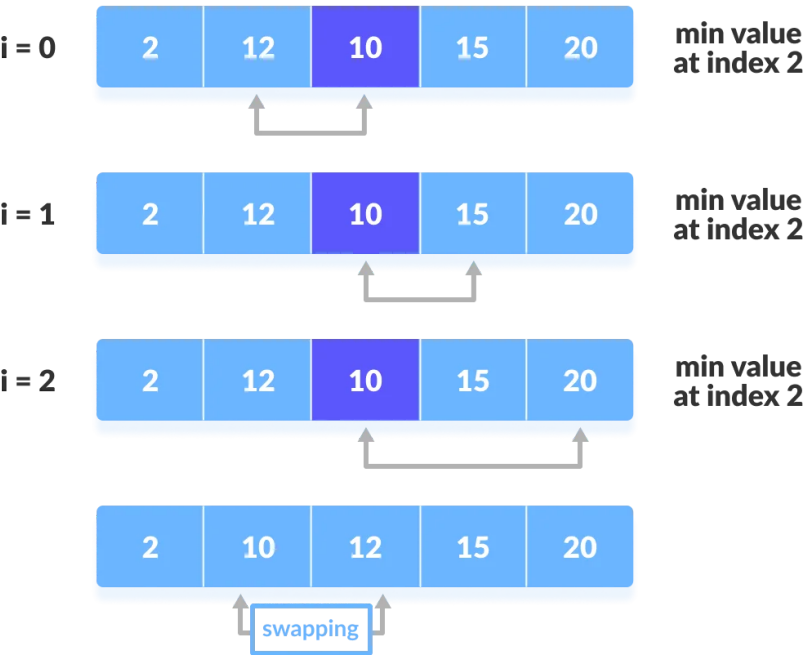 i = 0 2 12 10 15 20 min value
at index 2
i = 1 2 12 10 15 20 min value
at index 2
i = 2 2 12 10 15 20 min value
at index 2
2 10 12 15 20
swapping